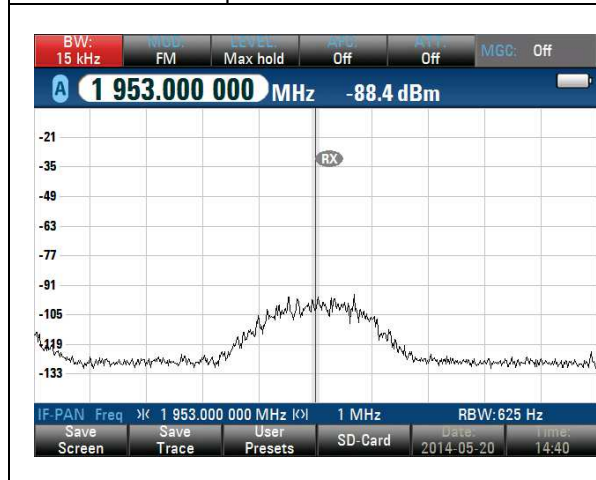 BW: MOD: LEVEL: AFC: ATT: MGC: Off
15 kHz FM Max hold Off Off
A 1 953.000 000 MHz -88.4 dBm
-21
RX
-35
-49
-63
-77
-91
-105
-119
-133
IF-PAN Freq 1 953.000 000 MHz 1 MHz RBW:625 Hz
Save Save User SD-Card Date: Time:
Screen Trace Presets 2014-05-20 14:40